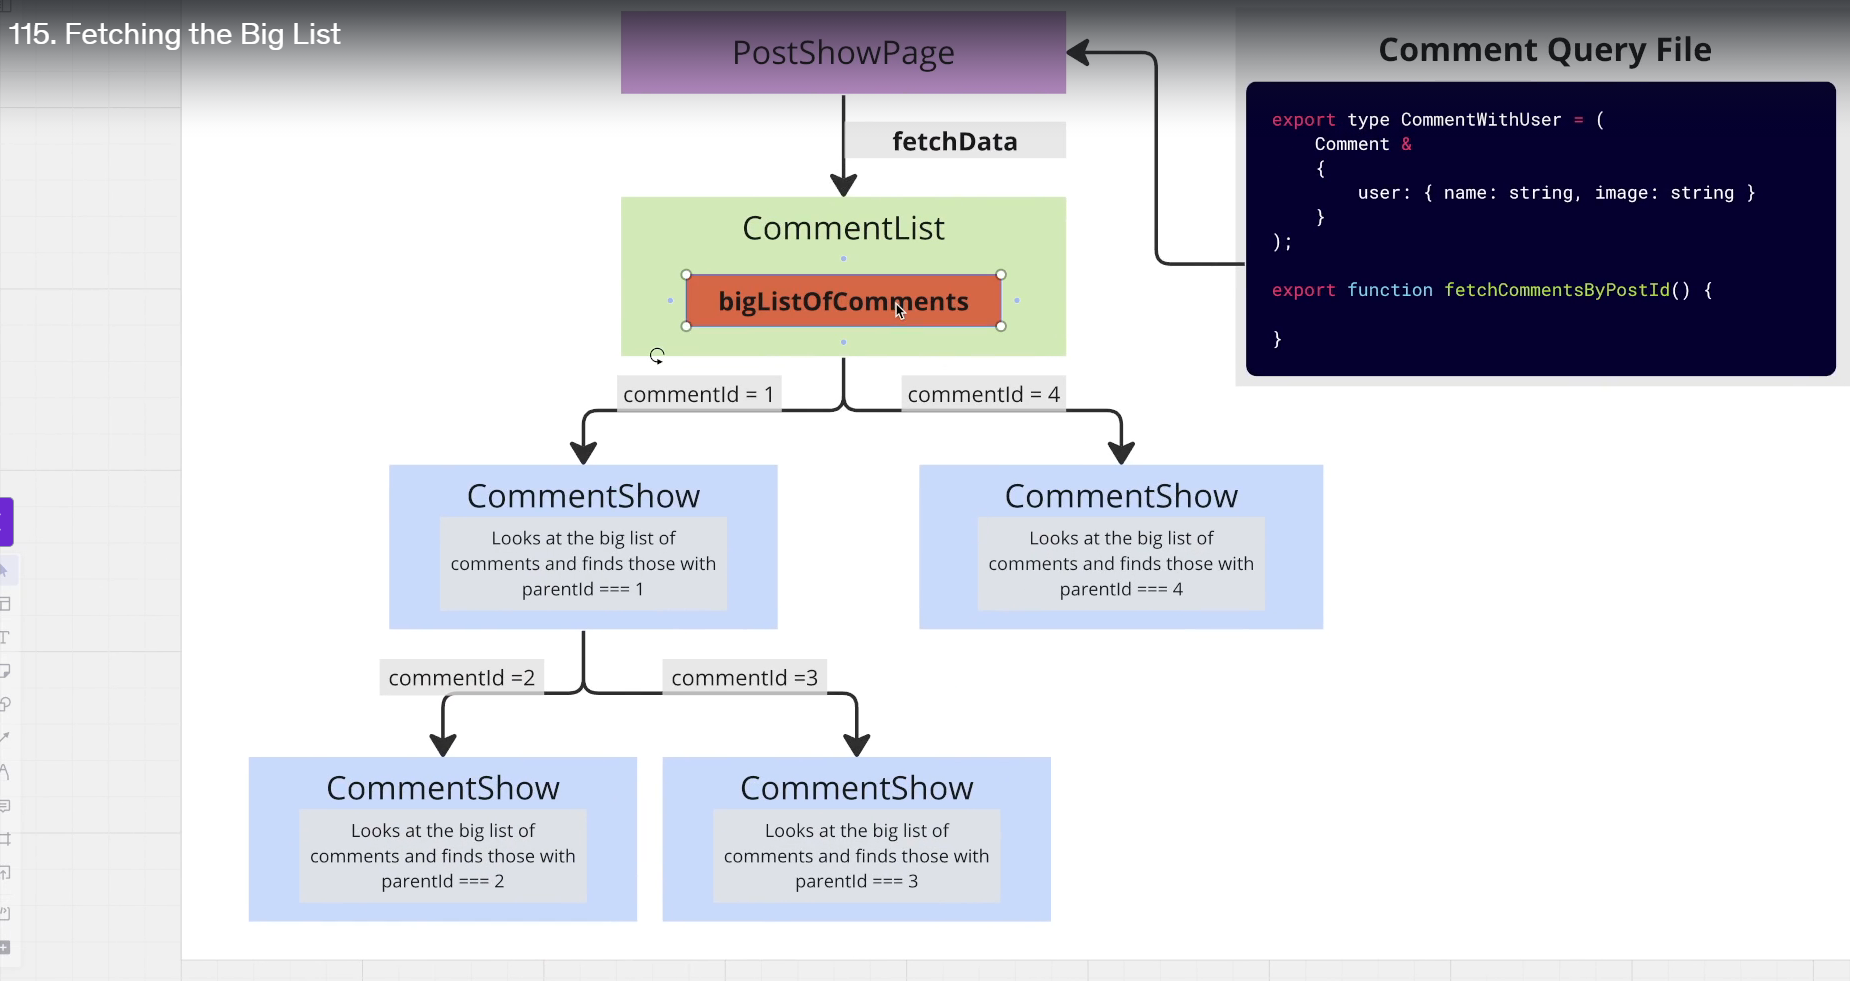 115. Fetching the Big List
PostShowPage
fetchData
CommentList
bigListOfComments
commentId = 1
commentId = 4
CommentShow
Looks at the big list of
comments and finds those with
parentId === 1
CommentShow
Looks at the big list of
comments and finds those with
parentId === 4
commentId =2
commentId =3
CommentShow
Looks at the big list of
comments and finds those with
parentId === 2
CommentShow
Looks at the big list of
comments and finds those with
parentId === 3
Comment Query File
export type CommentWithUser = (
Comment &
{
user: { name: string, image: string }
}
);
export function fetchCommentsByPostId() {
}